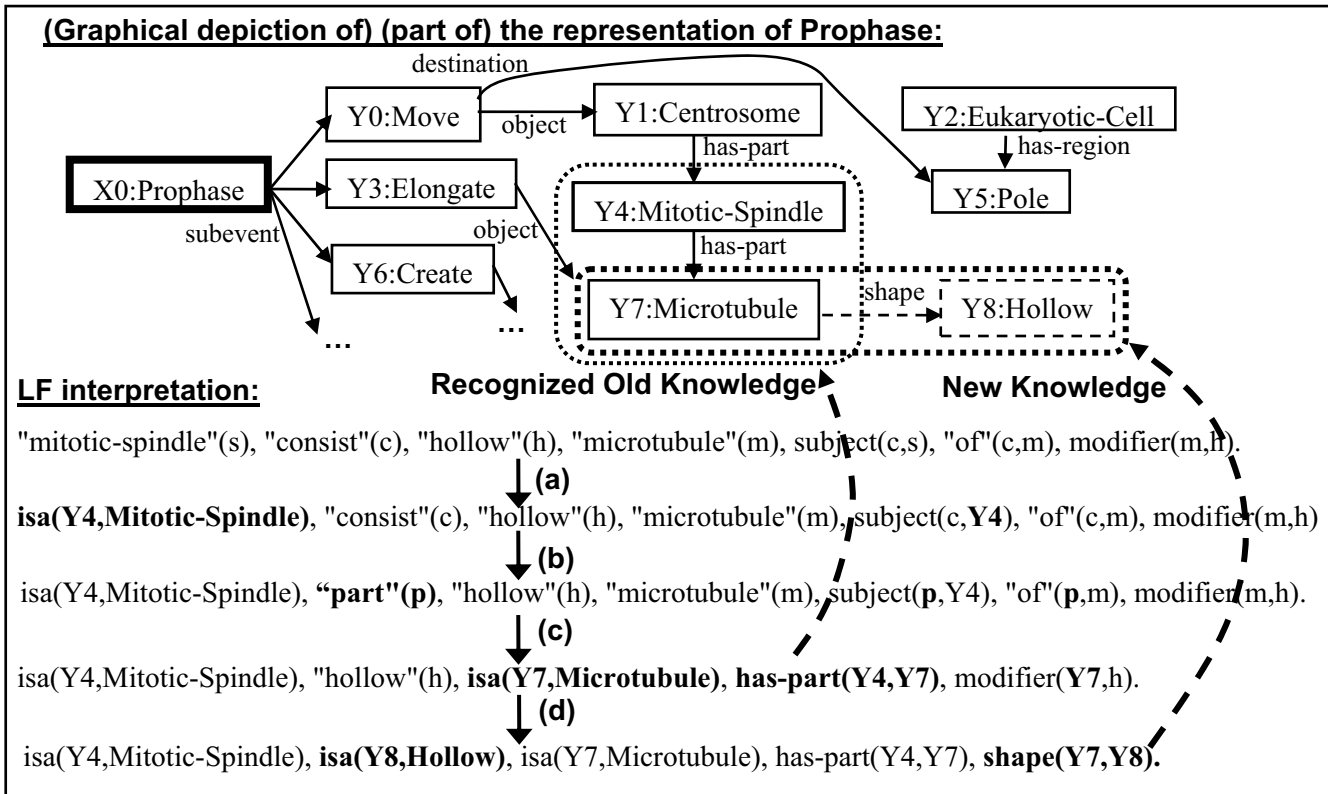 (Graphical depiction of) (part of) the representation of Prophase:
destination
Y0:Move
object
Y1:Centrosome
Y2:Eukaryotic-Cell
has-part
has-region
X0:Prophase
Y3:Elongate
Y4:Mitotic-Spindle
Y5:Pole
subevent
object
has-part
Y6:Create
Y7:Microtubule
shape
Y8:Hollow
...
...
Recognized Old Knowledge
New Knowledge
LF interpretation:
"mitotic-spindle"(s), "consist"(c), "hollow"(h), "microtubule"(m), subject(c,s), "of"(c,m), modifier(m,h).
(a)
isa(Y4,Mitotic-Spindle), "consist"(c), "hollow"(h), "microtubule"(m), subject(c,Y4), "of"(c,m), modifier(m,h)
(b)
isa(Y4,Mitotic-Spindle), “part"(p), "hollow"(h), "microtubule"(m), subject(p,Y4), "of"(p,m), modifier(m,h).
(c)
isa(Y4,Mitotic-Spindle), "hollow"(h), isa(Y7,Microtubule), has-part(Y4,Y7), modifier(Y7,h).
(d)
isa(Y4,Mitotic-Spindle), isa(Y8,Hollow), isa(Y7,Microtubule), has-part(Y4,Y7), shape(Y7,Y8).